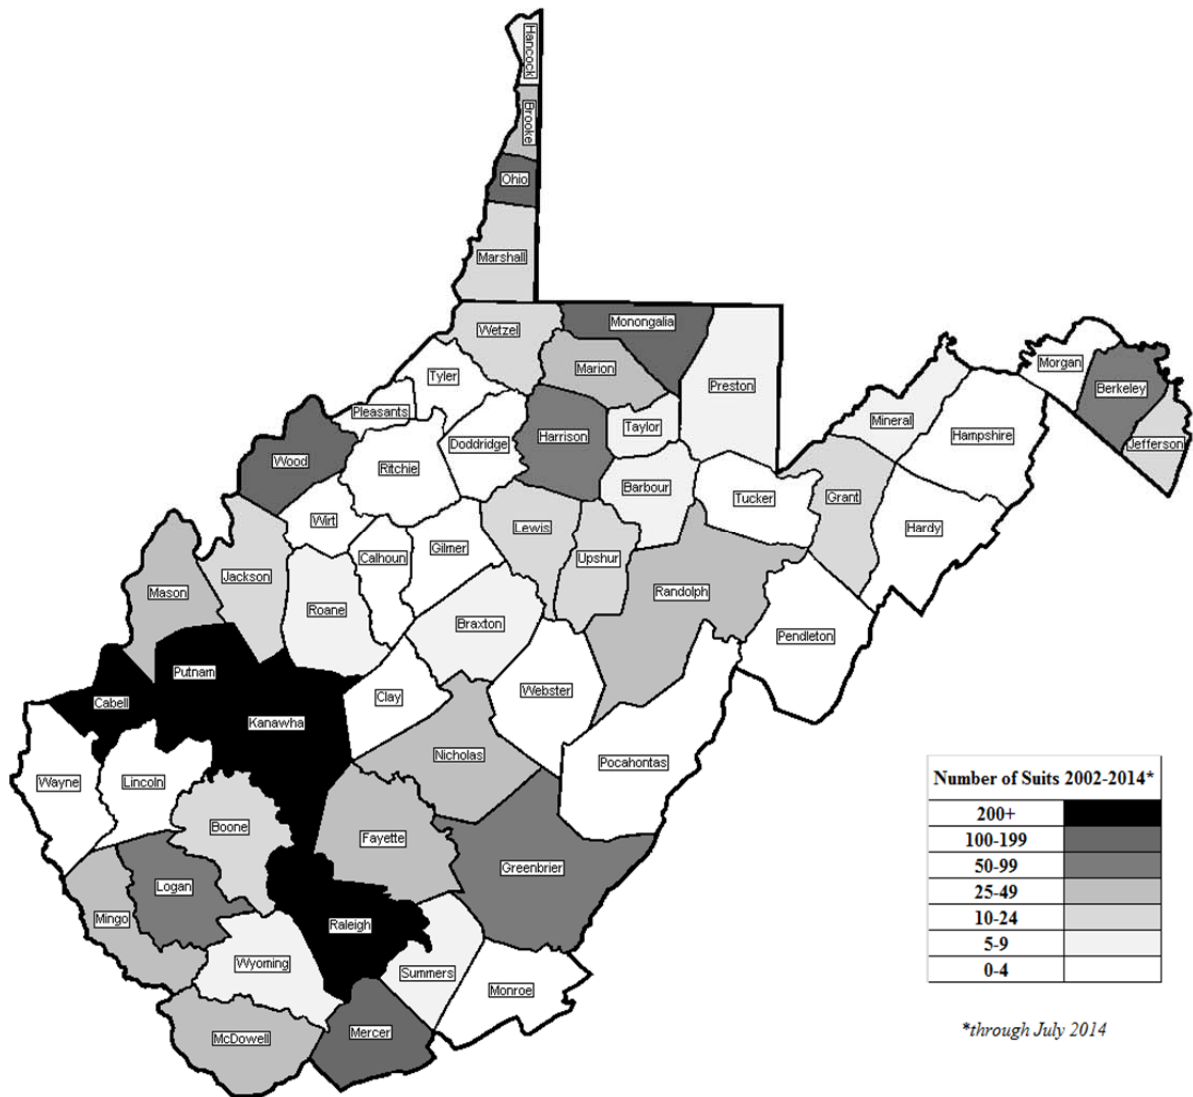 Hancock
Brooke
Ohio
Marshall
Wetzel
Monongalia
Marion
Tyler
Preston
Pleasants
Doddridge
Harrison
Taylor
Wood
Ritchie
Barbour
Tucker
Grant
Mineral
Hampshire
Morgan
Berkeley
Jefferson
Hardy
Wirt
Calhoun
Gilmer
Lewis
Upshur
Randolph
Jackson
Mason
Roane
Braxton
Pendleton
Putnam
Cabell
Kanawha
Clay
Webster
Nicholas
Pocahontas
Wayne
Lincoln
Boone
Fayette
Greenbrier
Logan
Mingo
Raleigh
Wyoming
Summers
Monroe
McDowell
Mercer
Number of Suits 2002-2014*
200+
100-199
50-99
25-49
10-24
5-9
0-4
*through July 2014